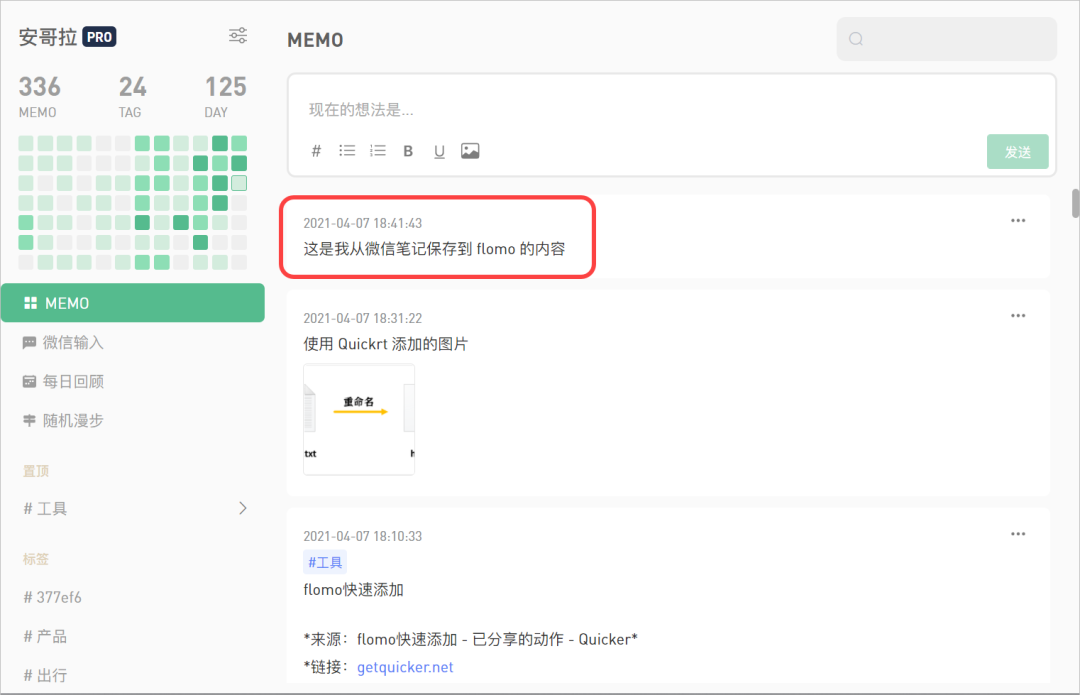 安哥拉 PRO
336 24 125
MEMO TAG DAY
MEMO
微信输入
每日回顾
随机漫步
置顶
# 工具
标签
# 377ef6
# 产品
# 出行
MEMO
现在的想法是...
# B U
发送
2021-04-07 18:41:43
这是我从微信笔记保存到 flomo 的内容
2021-04-07 18:31:22
使用 Quickrt 添加的图片
重命名
txt
2021-04-07 18:10:33
#工具
flomo快速添加
*来源：flomo快速添加 - 已分享的动作 - Quicker*
*链接：getquicker.net